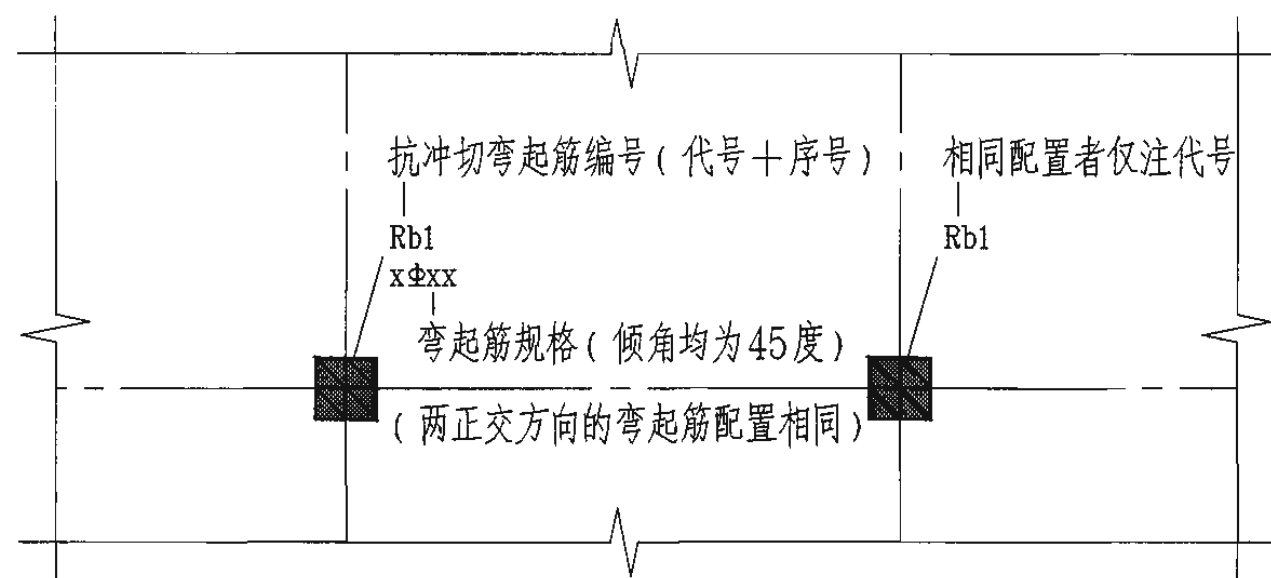 抗冲切弯起筋编号(代号+序号)
相同配置者仅注代号
Rb1
Rb1
xΦxx
弯起筋规格(倾角均为45度)
(两正交方向的弯起筋配置相同)